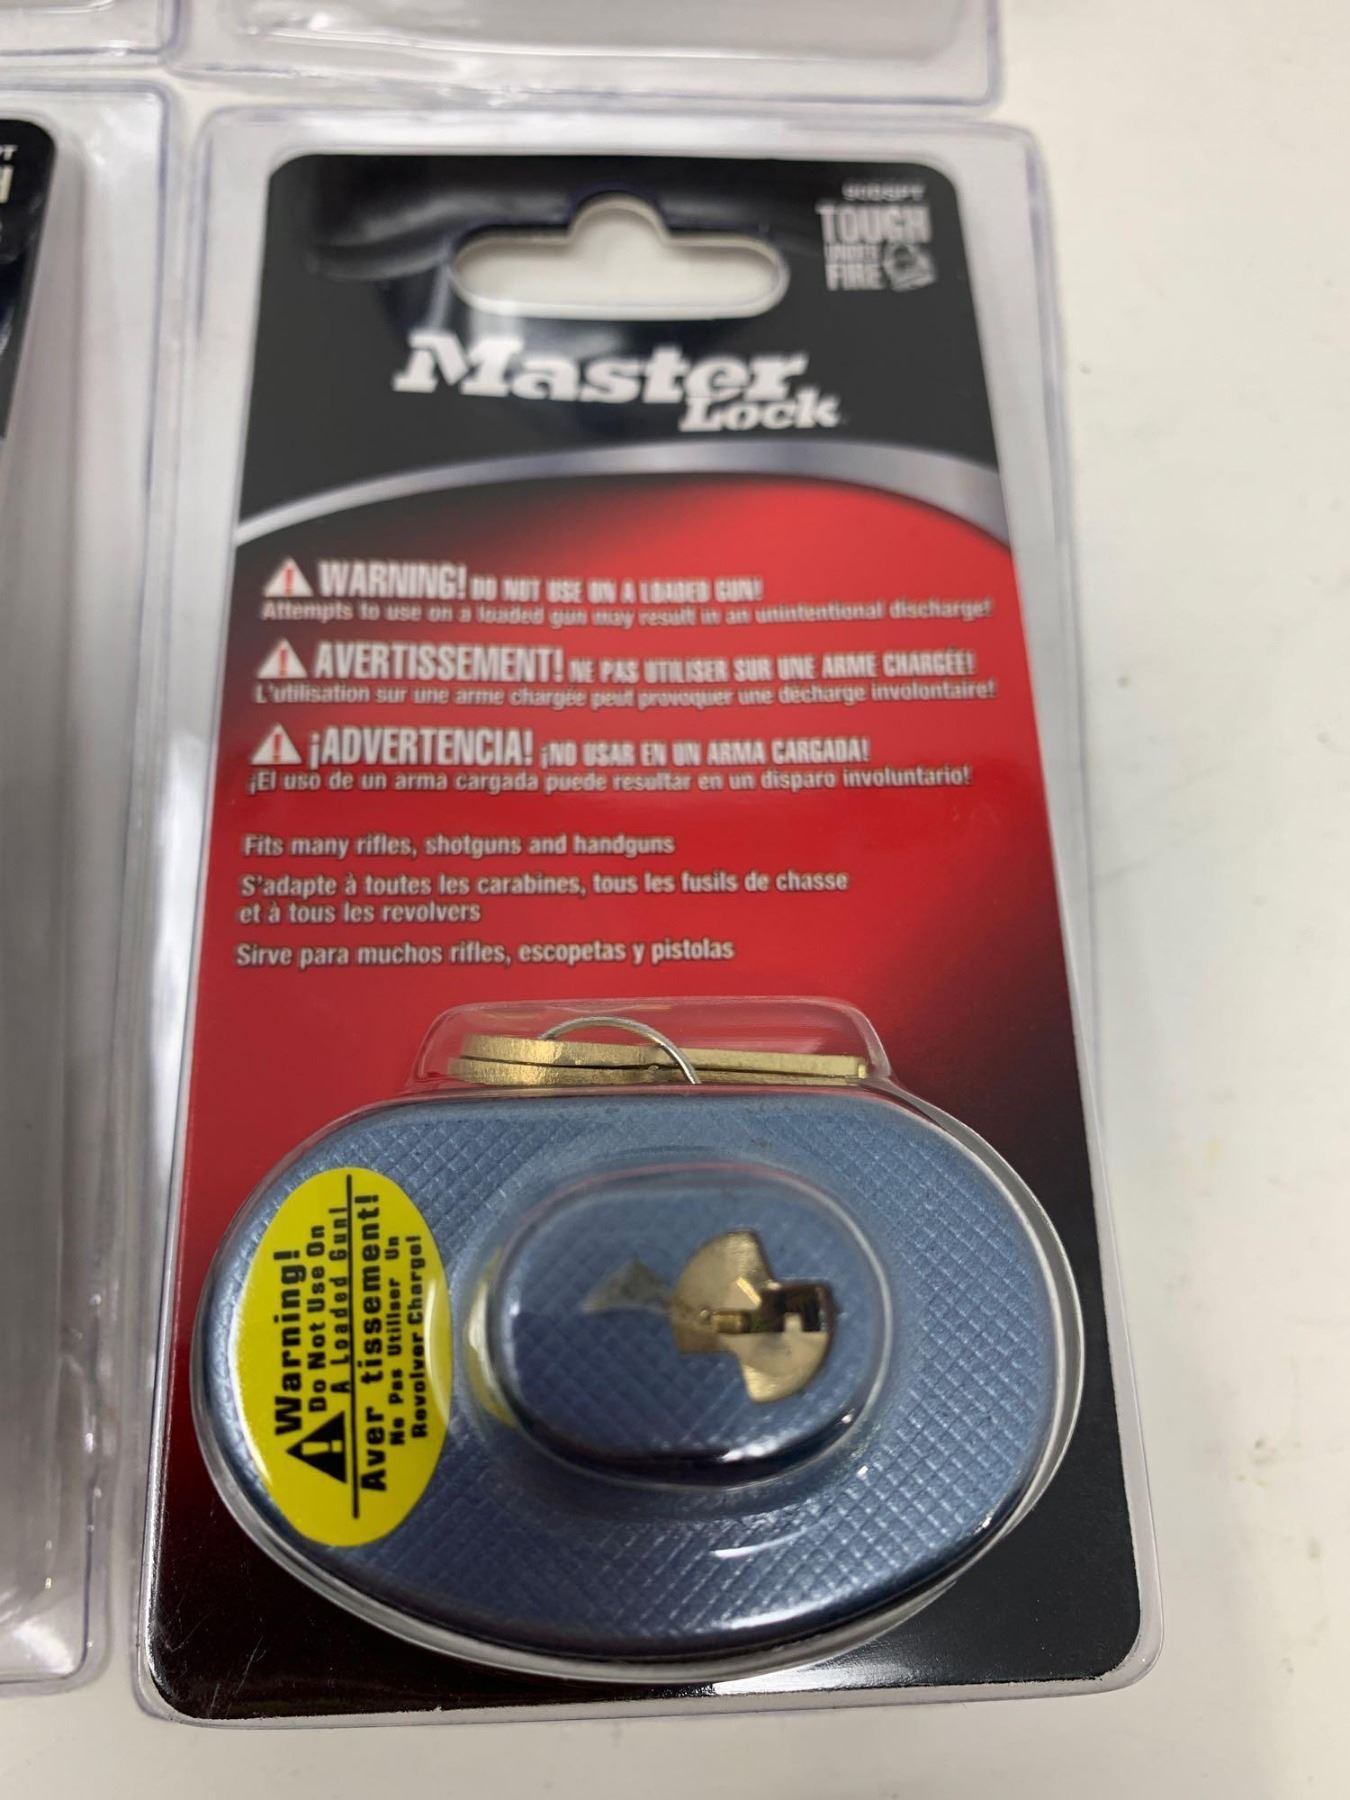 TOUGH
UNDER
FIRE
Master
Lock
WARNING! DO NOT USE ON A LOADED GUN!
Attempts to use on a loaded gun may result in an unintentional discharge!
AVERTISSEMENT! NE PAS UTILISER SUR UNE ARME CHARGÉE!
L'utilisation sur une arme chargée peut provoquer une décharge involontaire!
¡ADVERTENCIA! ¡NO USAR EN UN ARMA CARGADA!
¡El uso de un arma cargada puede resultar en un disparo involuntario!
Fits many rifles, shotguns and handguns
S'adapte à toutes les carabines, tous les fusils de chasse
et à tous les revolvers
Sirve para muchos rifles, escopetas y pistolas
Warning!
Do Not Use On
A Loaded Gun!
Avertissement!
Ne Pas Utiliser Un
Revolver Charge!